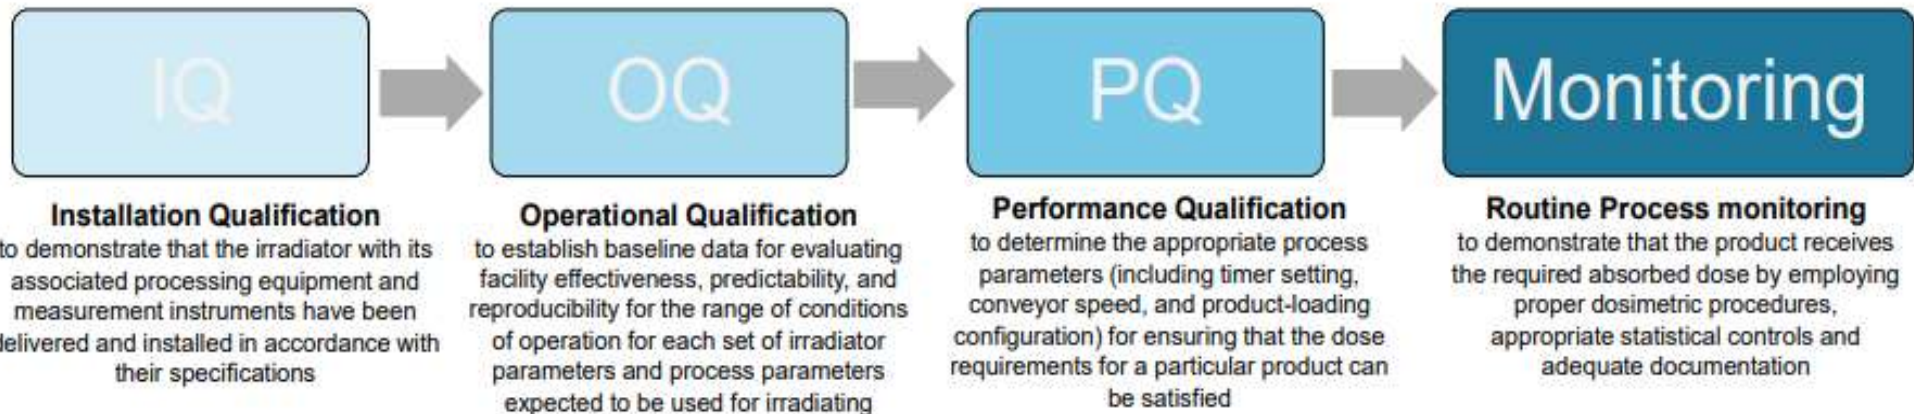 IQ
OQ
PQ
Monitoring
Installation Qualification
to demonstrate that the irradiator with its
associated processing equipment and
measurement instruments have been
delivered and installed in accordance with
their specifications
Operational Qualification
to establish baseline data for evaluating
facility effectiveness, predictability, and
reproducibility for the range of conditions
of operation for each set of irradiator
parameters and process parameters
expected to be used for irradiating
Performance Qualification
to determine the appropriate process
parameters (including timer setting,
conveyor speed, and product-loading
configuration) for ensuring that the dose
requirements for a particular product can
be satisfied
Routine Process monitoring
to demonstrate that the product receives
the required absorbed dose by employing
proper dosimetric procedures,
appropriate statistical controls and
adequate documentation